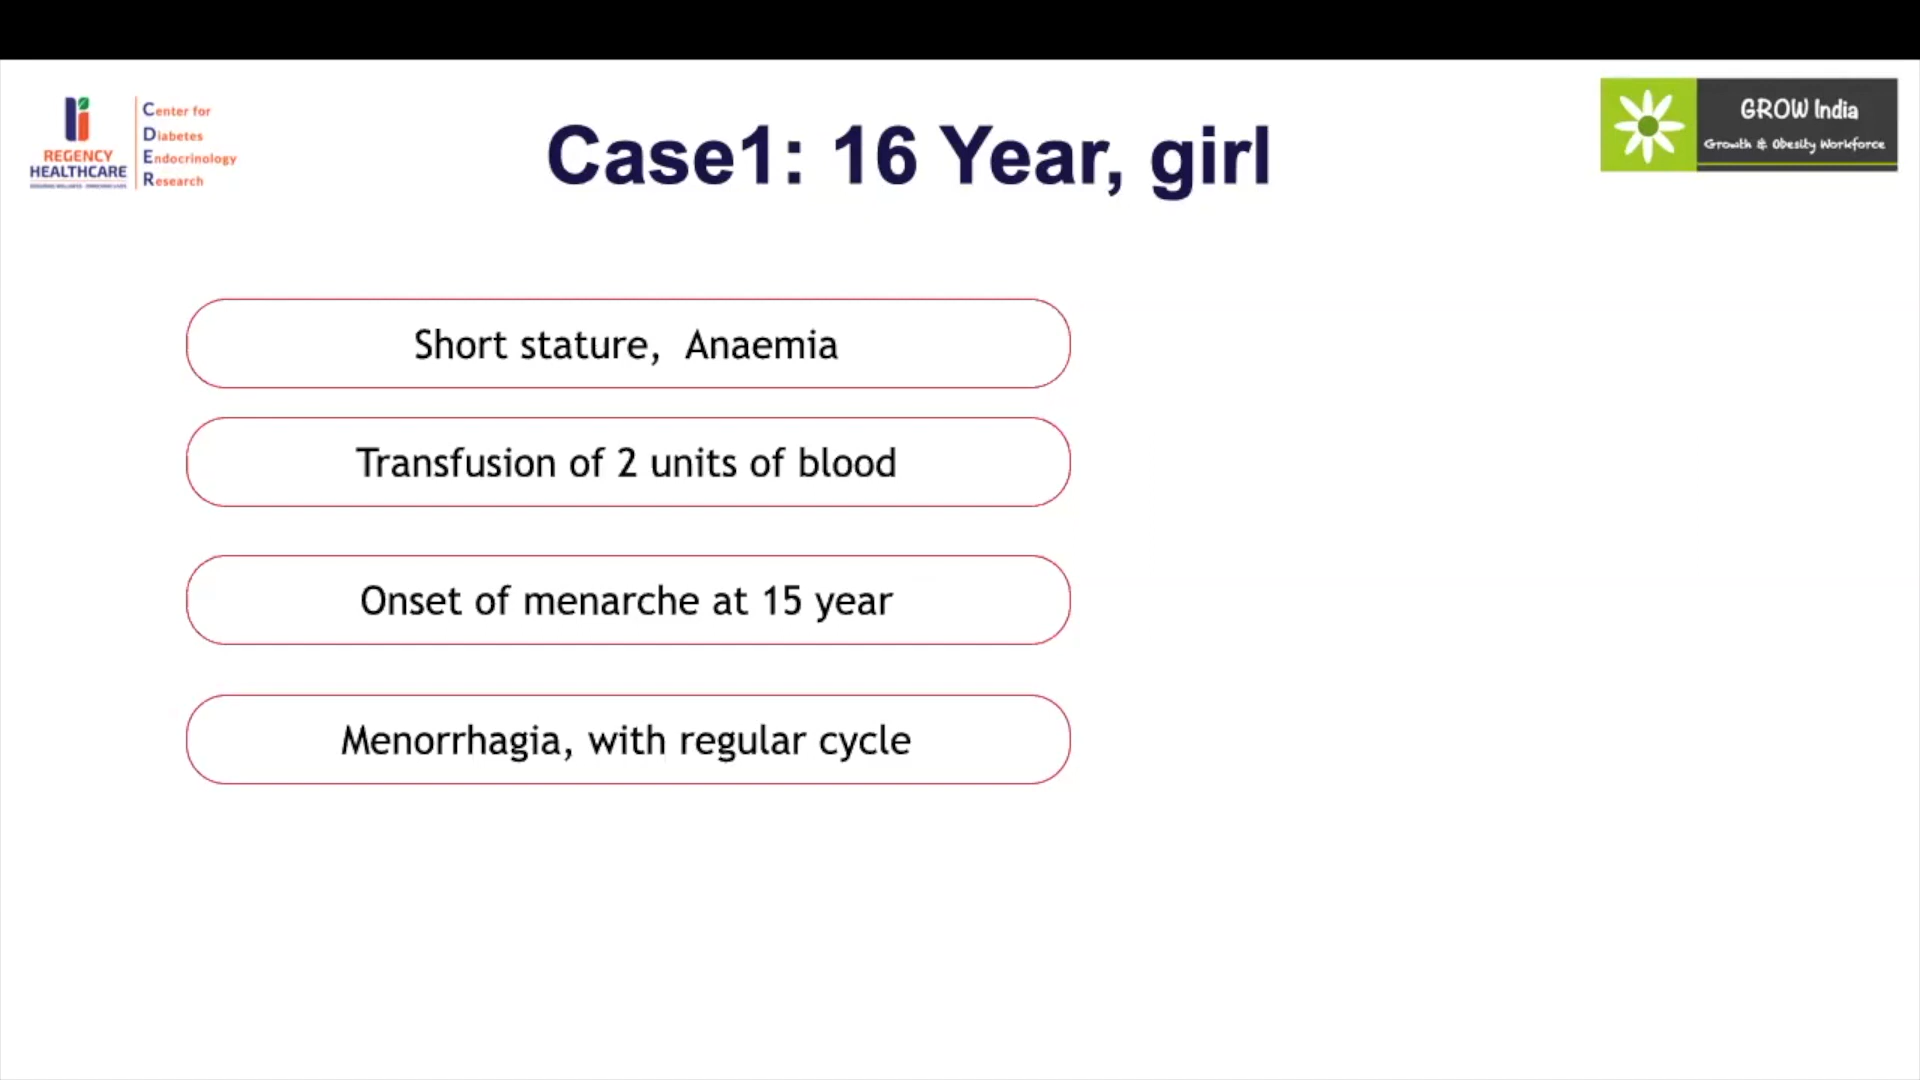 REGENCY
HEALTHCARE
Center for
Diabetes
Endocrinology
Research
Case1: 16 Year, girl
GROW India
Growth & Obesity Workforce
Short stature,  Anaemia
Transfusion of 2 units of blood
Onset of menarche at 15 year
Menorrhagia, with regular cycle